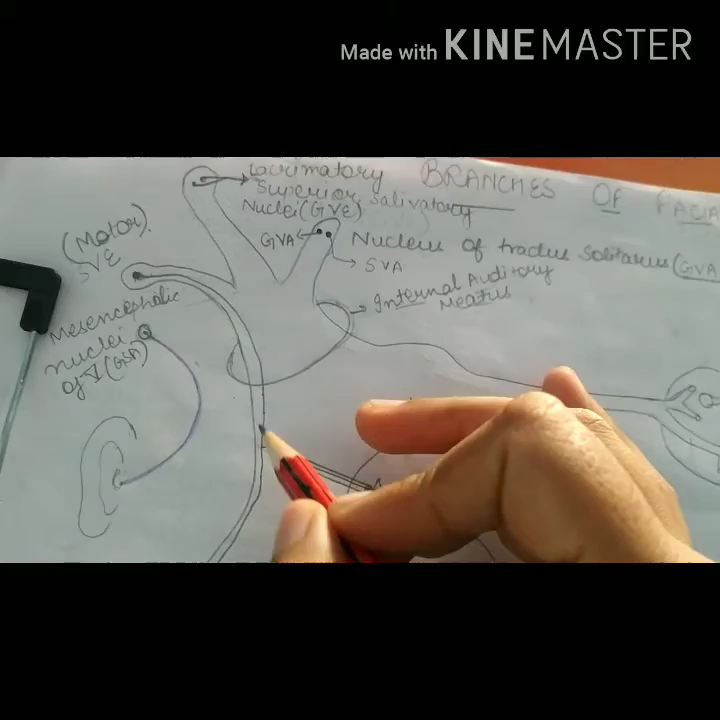 Made with KINEMASTER
BRANCHES OF FACIA
Lacrimatory
Superior Salivatory
Nuclei (GVE)
GVA
Nucleus of tractus solitarius (GVA
SVA
Internal Auditory
Meatus
(Motor).
SVE
Mesencephalic
nuclei
of V (GSA)